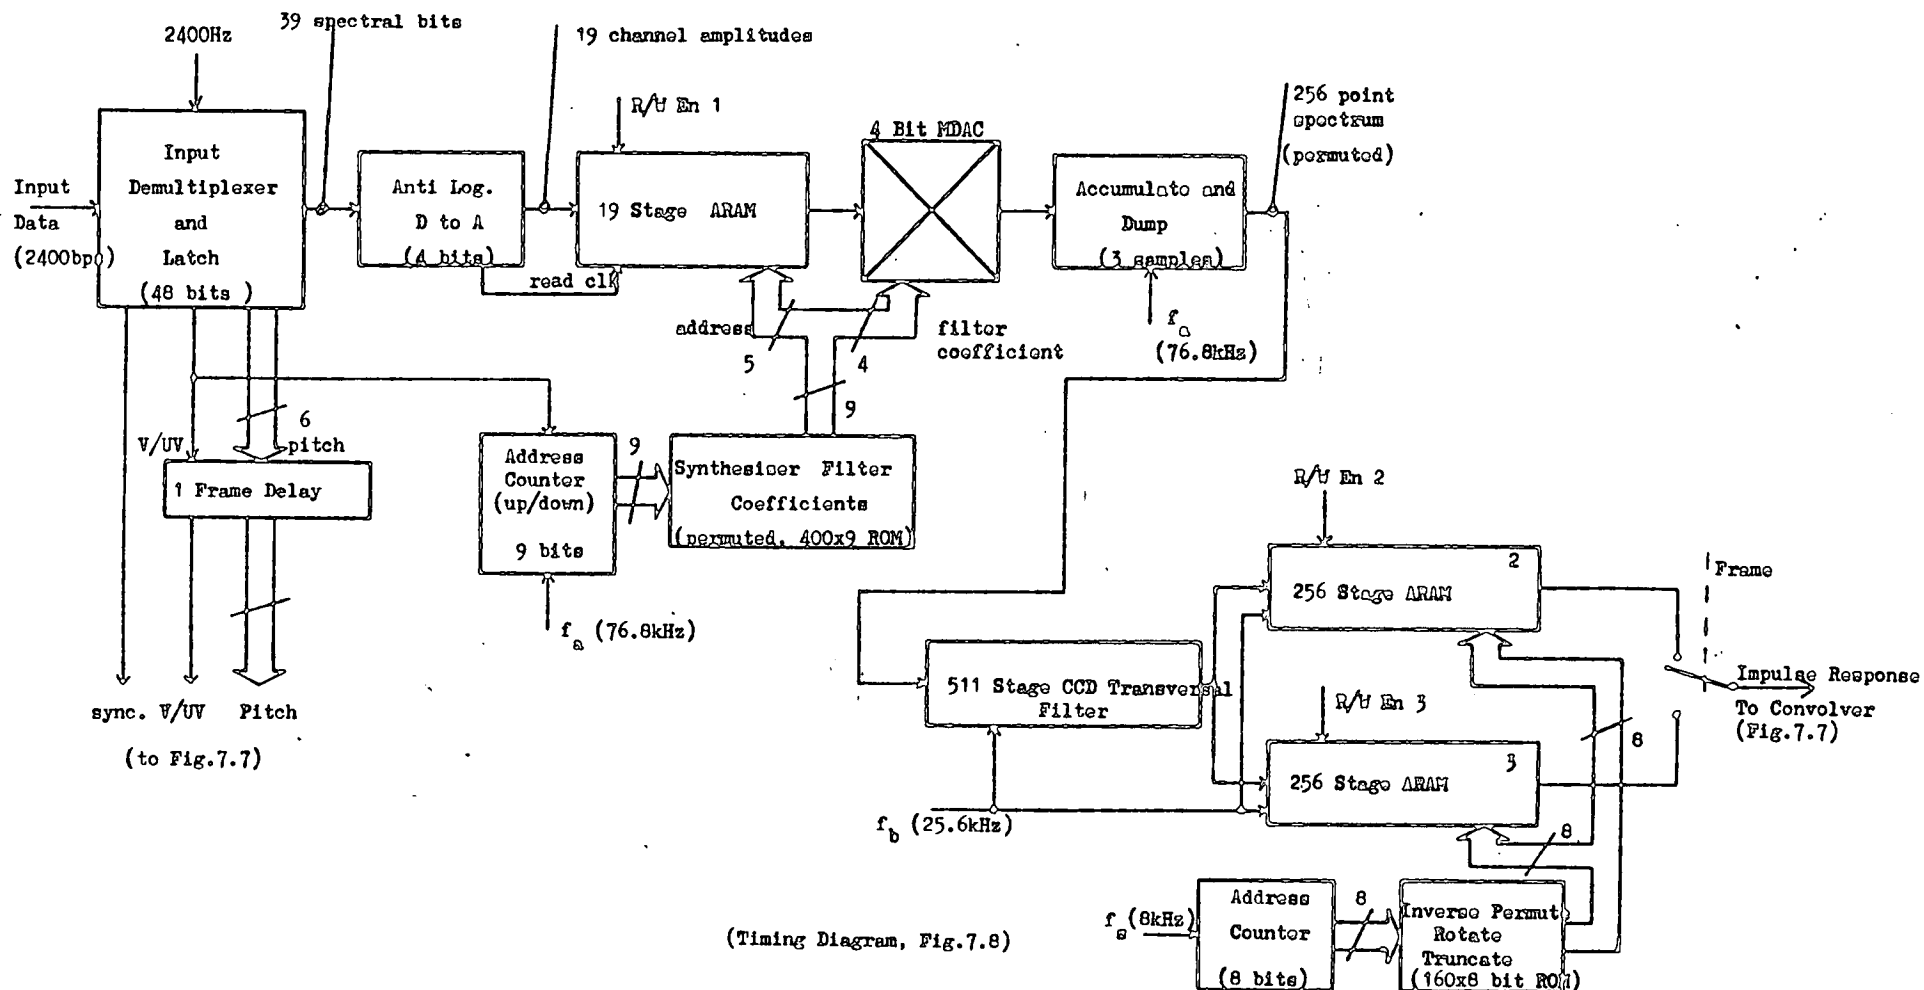 2400Hz
39 spectral bits
19 channel amplitudes
R/W En 1
4 Bit MDAC
256 point
spectrum
(permuted)
Input
Data
(2400bps)
Input
Demultiplexer
and
Latch
(48 bits )
Anti Log.
D to A
(4 bits)
read clk
19 Stage ARAM
Accumulate and
Dump
(3 samples)
f
a
(76.8kHz)
address
5
4
filter
coefficient
9
V/UV
6
pitch
1 Frame Delay
Address
Counter
(up/down)
9 bits
9
Synthesiser Filter
Coefficients
(permuted, 400x9 ROM)
f
a
(76.8kHz)
sync. V/UV Pitch
(to Fig.7.7)
R/W En 2
2
256 Stage ARAM
Frame
511 Stage CCD Transversal
Filter
R/W En 3
3
256 Stage ARAM
Impulse Response
To Convolver
(Fig.7.7)
8
f
b
(25.6kHz)
8
(Timing Diagram, Fig.7.8)
f
s
(8kHz)
Address
Counter
(8 bits)
8
Inverse Permut
Rotate
Truncate
(160x8 bit ROM)